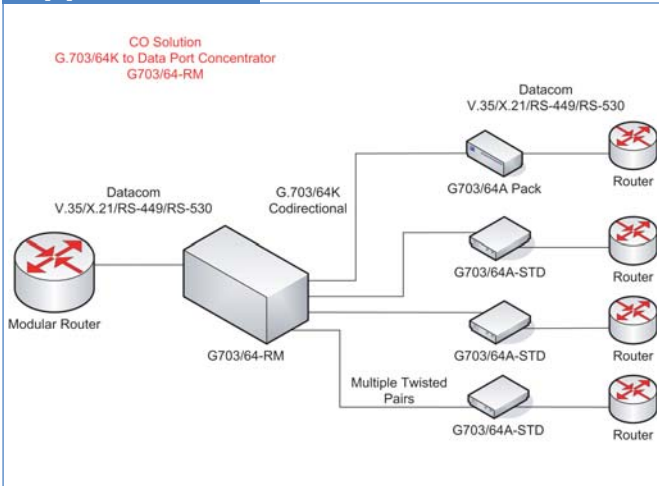 CO Solution
G.703/64K to Data Port Concentrator
G703/64-RM
Datacom
V.35/X.21/RS-449/RS-530
G703/64A Pack
Router
Datacom
V.35/X.21/RS-449/RS-530
G.703/64K
Codirectional
Modular Router
G703/64-RM
G703/64A-STD
Router
G703/64A-STD
Router
Multiple Twisted
Pairs
G703/64A-STD
Router